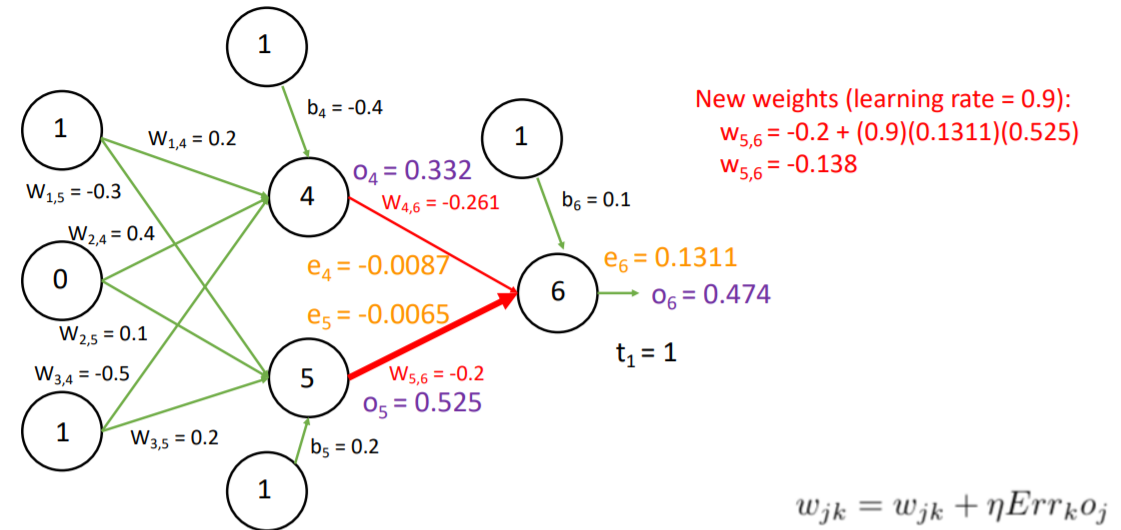 1
b₄ = -0.4
1
W₁,₄ = 0.2
W₁,₅ = -0.3
1
b₆ = 0.1
New weights (learning rate = 0.9):
w₅,₆ = -0.2 + (0.9)(0.1311)(0.525)
w₅,₆ = -0.138
4
o₄ = 0.332
W₄,₆ = -0.261
W₂,₄ = 0.4
0
W₂,₅ = 0.1
e₄ = -0.0087
e₅ = -0.0065
6
e₆ = 0.1311
o₆ = 0.474
t₁ = 1
W₃,₄ = -0.5
1
W₃,₅ = 0.2
5
W₅,₆ = -0.2
o₅ = 0.525
b₅ = 0.2
1
wⱼₖ = wⱼₖ + ηErrₖoⱼ